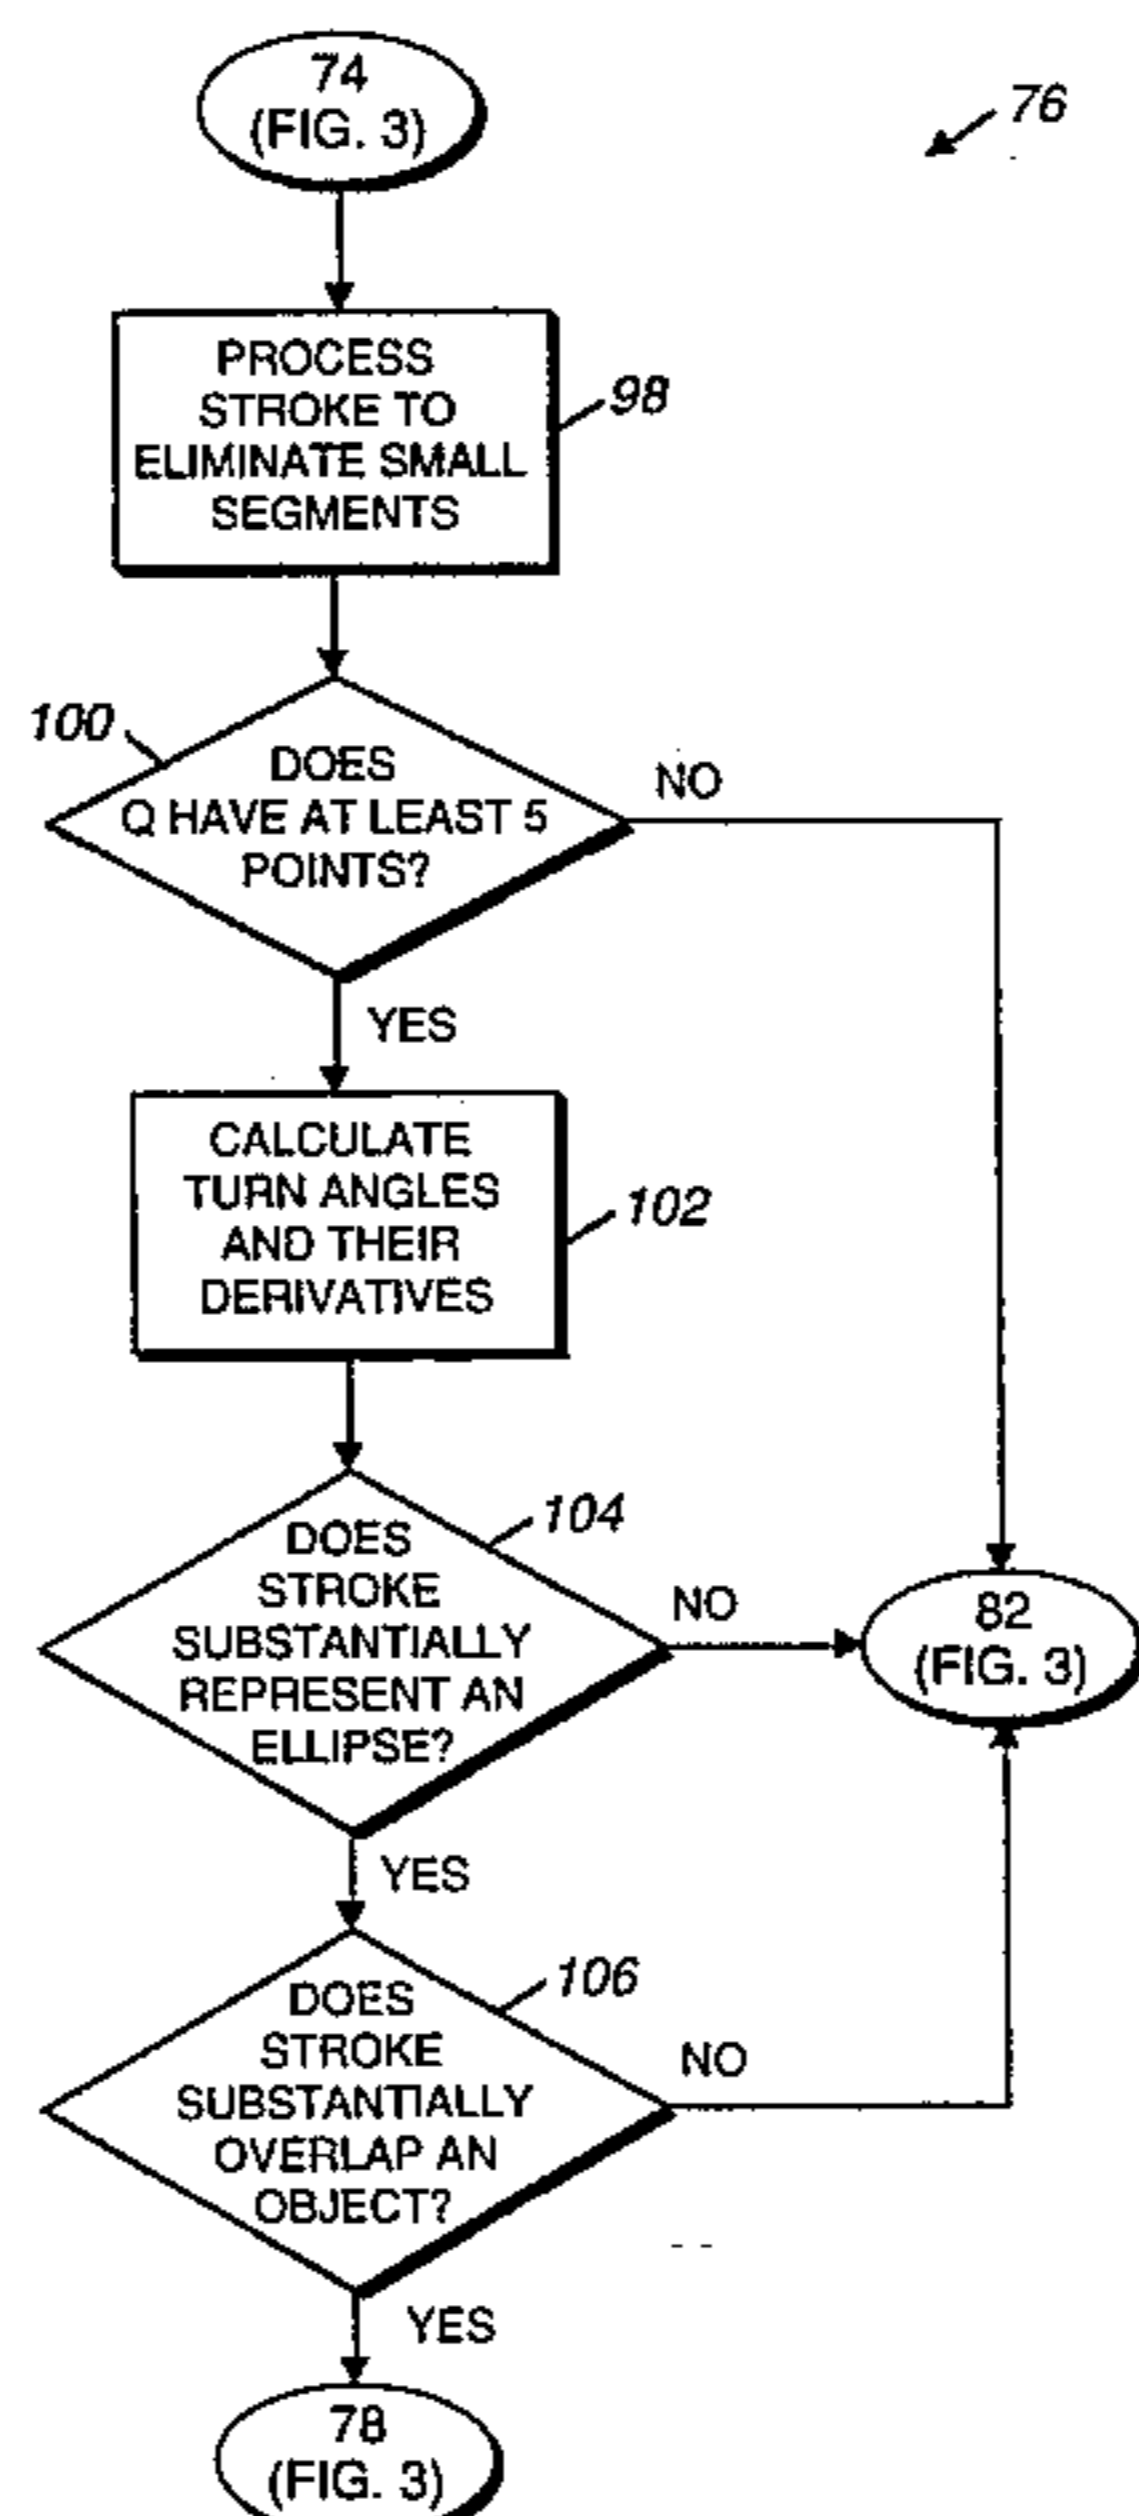 74
(FIG. 3)
76
PROCESS
STROKE TO
ELIMINATE SMALL
SEGMENTS
98
100
DOES
Q HAVE AT LEAST 5
POINTS?
NO
YES
CALCULATE
TURN ANGLES
AND THEIR
DERIVATIVES
102
104
DOES
STROKE
SUBSTANTIALLY
REPRESENT AN
ELLIPSE?
NO
82
(FIG. 3)
YES
106
DOES
STROKE
SUBSTANTIALLY
OVERLAP AN
OBJECT?
NO
YES
78
(FIG. 3)